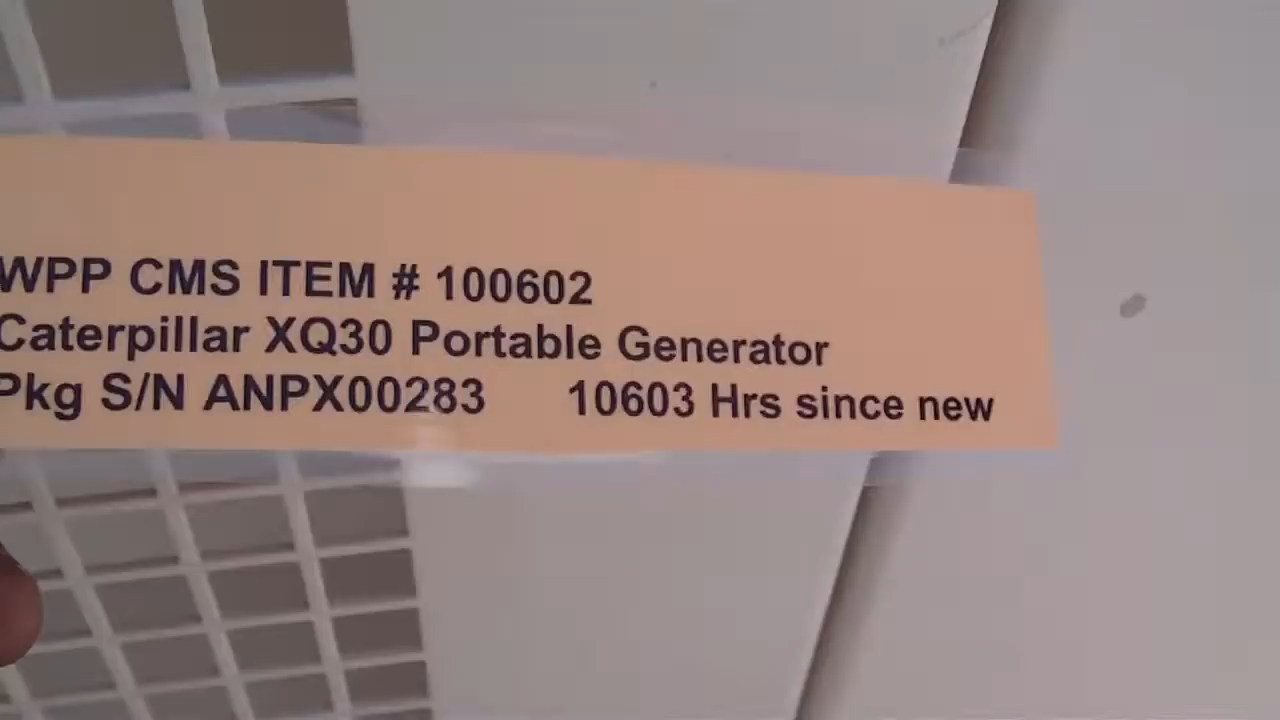 WPP CMS ITEM # 100602
Caterpillar XQ30 Portable Generator
Pkg S/N ANPX00283 10603 Hrs since new